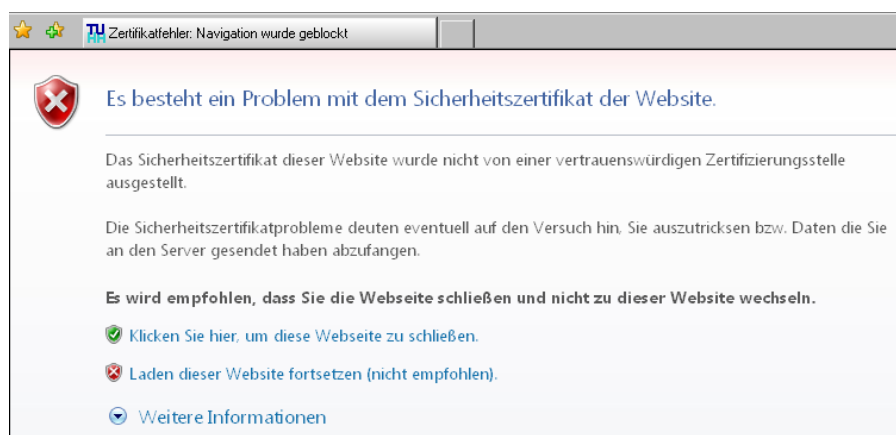 TU
HH
Zertifikatfehler: Navigation wurde geblockt
Es besteht ein Problem mit dem Sicherheitszertifikat der Website.
Das Sicherheitszertifikat dieser Website wurde nicht von einer vertrauenswürdigen Zertifizierungsstelle
ausgestellt.
Die Sicherheitszertifikatprobleme deuten eventuell auf den Versuch hin, Sie auszutricksen bzw. Daten die Sie
an den Server gesendet haben abzufangen.
Es wird empfohlen, dass Sie die Webseite schließen und nicht zu dieser Website wechseln.
Klicken Sie hier, um diese Webseite zu schließen.
Laden dieser Website fortsetzen (nicht empfohlen).
Weitere Informationen